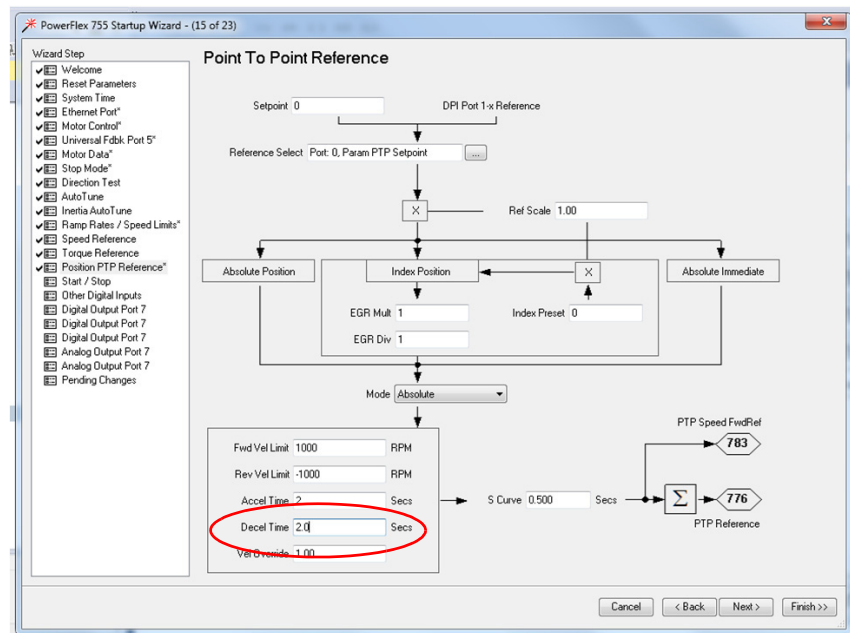 PowerFlex 755 Startup Wizard - (15 of 23)
Wizard Step
Welcome
Reset Parameters
System Time
Ethernet Port*
Motor Control*
Universal Fdbk Port 5*
Motor Data*
Stop Mode*
Direction Test
AutoTune
Inertia AutoTune
Ramp Rates / Speed Limits*
Speed Reference
Torque Reference
Position PTP Reference*
Start / Stop
Other Digital Inputs
Digital Output Port 7
Digital Output Port 7
Digital Output Port 7
Analog Output Port 7
Analog Output Port 7
Pending Changes
Point To Point Reference
Setpoint 0 DPI Port 1-x Reference
Reference Select Port: 0, Param PTP Setpoint ...
X Ref Scale 1.00
Absolute Position Index Position X Absolute Immediate
EGR Mult 1 Index Preset 0
EGR Div 1
Mode Absolute
PTP Speed FwdRef
783
Fwd Vel Limit 1000 RPM
Rev Vel Limit -1000 RPM
Accel Time 2 Secs S Curve 0.500 Secs Σ 776
Decel Time 2.0 Secs PTP Reference
Vel Override 1.00
Cancel < Back Next > Finish >>